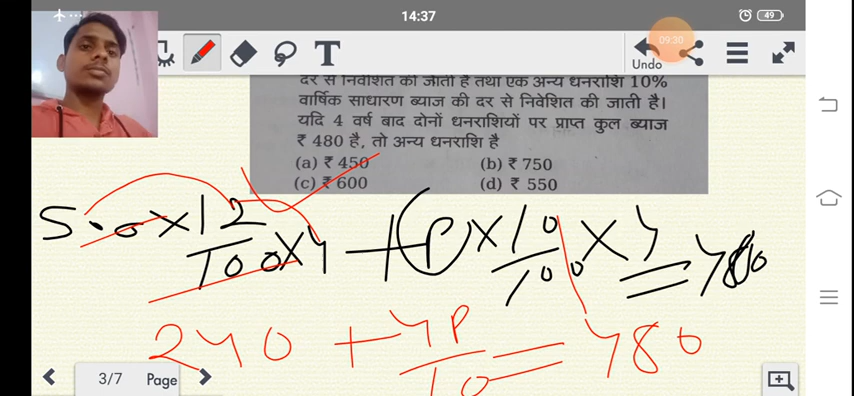 14:37
49
T
Undo
09:30
दर से निवेशित की जाती है तथा एक अन्य धनराशि 10%
वार्षिक साधारण ब्याज की दर से निवेशित की जाती है।
यदि 4 वर्ष बाद दोनों धनराशियों पर प्राप्त कुल ब्याज
₹ 480 है, तो अन्य धनराशि है
(a) ₹ 450 (b) ₹ 750
(c) ₹ 600 (d) ₹ 550
500 × 12/100 × 4 + (P) × 10/100 × 4 = 480
240 + 4P/10 = 480
3/7 Page